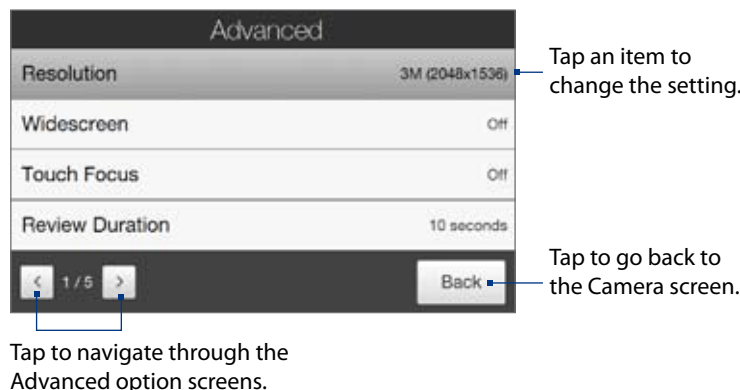 Advanced
Resolution 3M (2048x1536)
Tap an item to
change the setting.
Widescreen Off
Touch Focus Off
Review Duration 10 seconds
< 1 / 5 > Back
Tap to go back to
the Camera screen.
Tap to navigate through the
Advanced option screens.